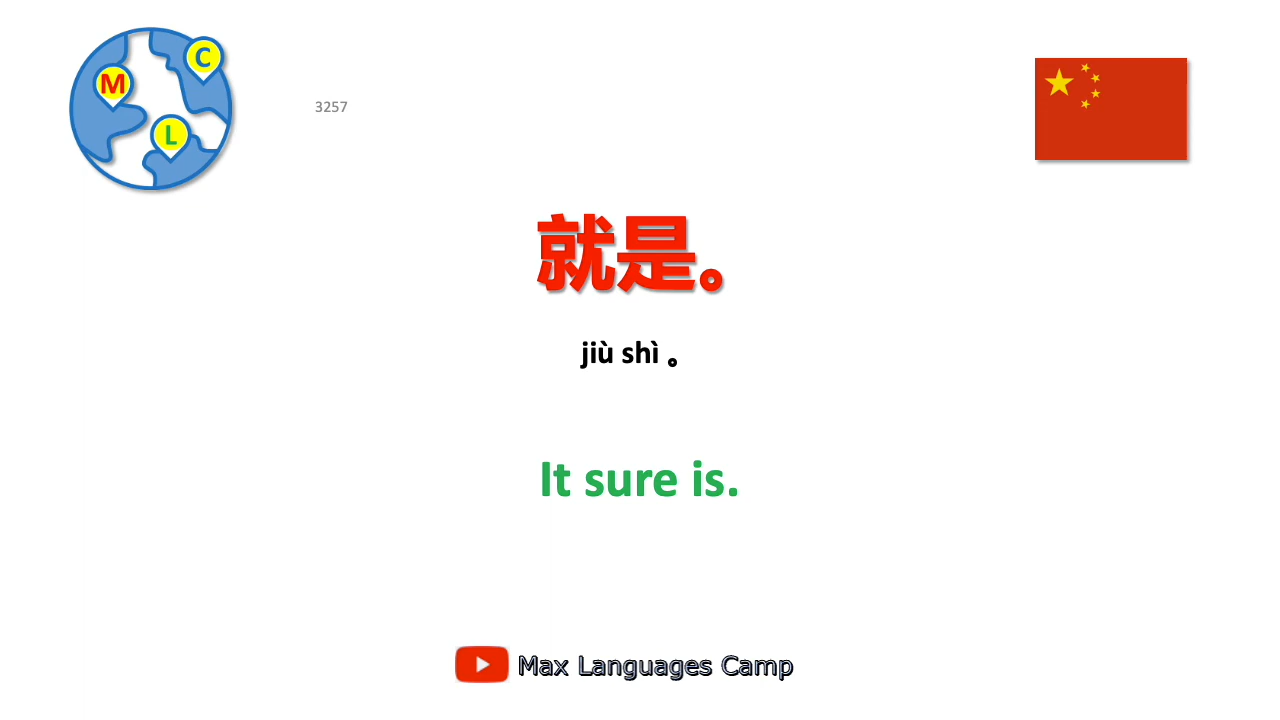 M
C
L
3257
就是。
jiù shì 。
It sure is.
Max Languages Camp